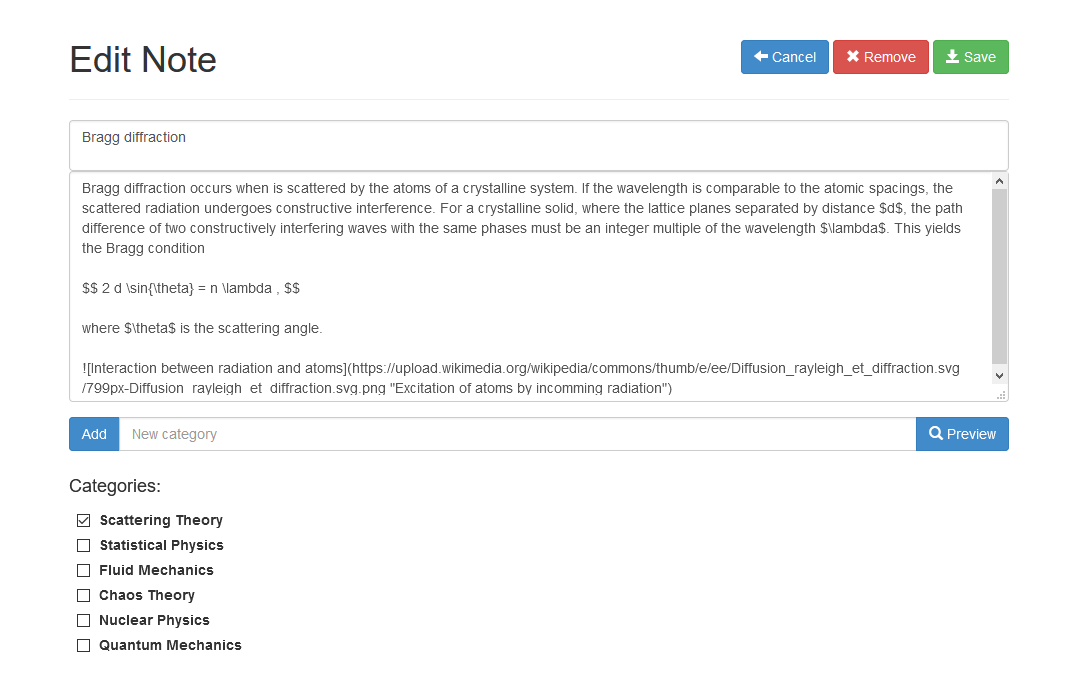 Edit Note
Cancel Remove Save
Bragg diffraction
Bragg diffraction occurs when is scattered by the atoms of a crystalline system. If the wavelength is comparable to the atomic spacings, the
scattered radiation undergoes constructive interference. For a crystalline solid, where the lattice planes separated by distance $d$, the path
difference of two constructively interfering waves with the same phases must be an integer multiple of the wavelength $\lambda$. This yields
the Bragg condition
$$ 2 d \sin{\theta} = n \lambda , $$
where $\theta$ is the scattering angle.
![Interaction between radiation and atoms](https://upload.wikimedia.org/wikipedia/commons/thumb/e/ee/Diffusion_rayleigh_et_diffraction.svg
/799px-Diffusion_rayleigh_et_diffraction.svg.png "Excitation of atoms by incomming radiation")
Add New category Preview
Categories:
Scattering Theory
Statistical Physics
Fluid Mechanics
Chaos Theory
Nuclear Physics
Quantum Mechanics